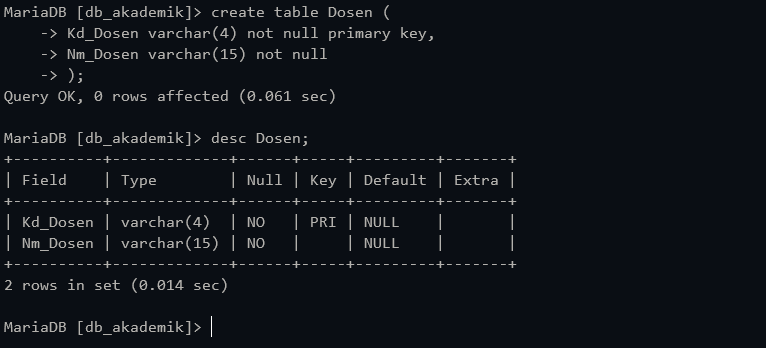 MariaDB [db_akademik]> create table Dosen (
    -> Kd_Dosen varchar(4) not null primary key,
    -> Nm_Dosen varchar(15) not null
    -> );
Query OK, 0 rows affected (0.061 sec)

MariaDB [db_akademik]> desc Dosen;
+----------+-------------+------+-----+---------+-------+
| Field    | Type        | Null | Key | Default | Extra |
+----------+-------------+------+-----+---------+-------+
| Kd_Dosen | varchar(4)  | NO   | PRI | NULL    |       |
| Nm_Dosen | varchar(15) | NO   |     | NULL    |       |
+----------+-------------+------+-----+---------+-------+
2 rows in set (0.014 sec)

MariaDB [db_akademik]>